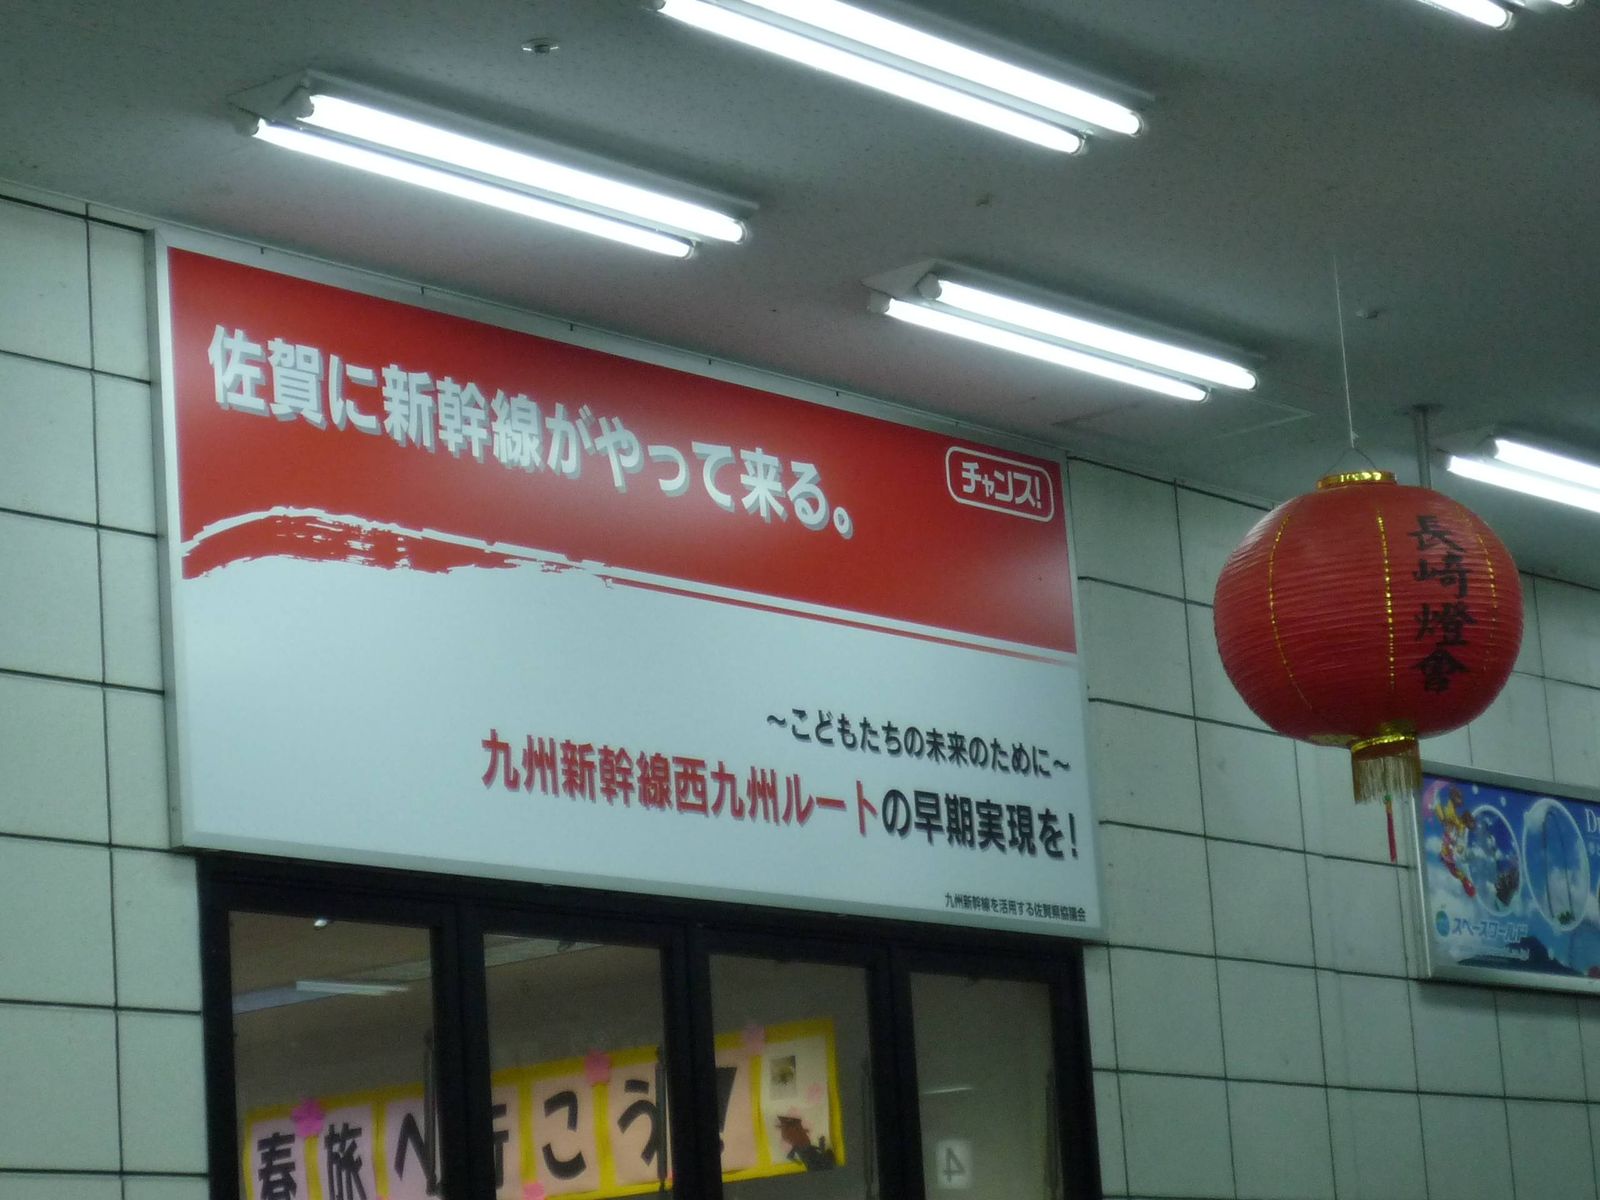 佐賀に新幹線がやって来る。
チャンス!
～こどもたちの未来のために～
九州新幹線西九州ルートの早期実現を!
九州新幹線を活用する佐賀県協議会
長崎燈會
スペースワールド
春旅へ行こう!
4